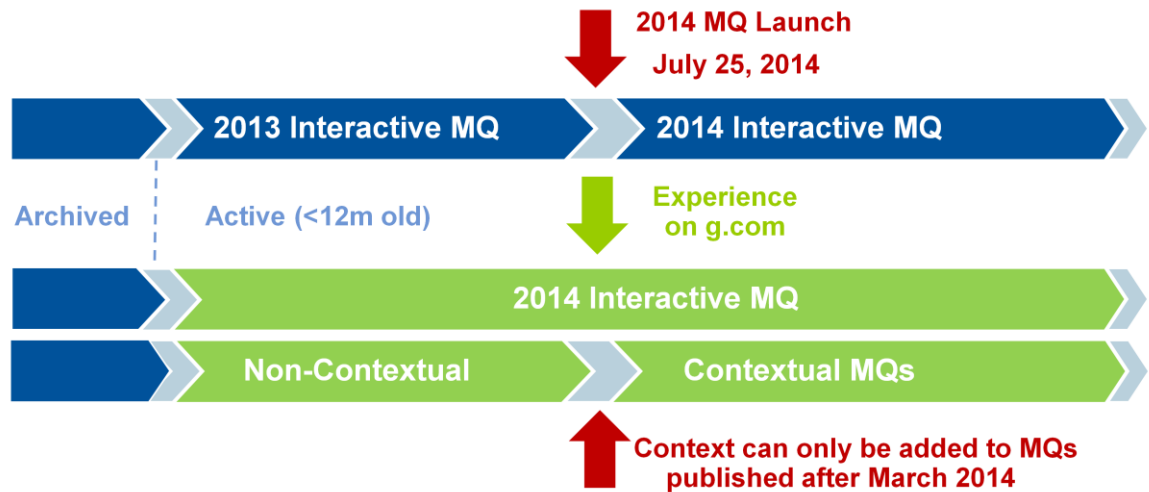 2014 MQ Launch
July 25, 2014
2013 Interactive MQ
2014 Interactive MQ
Archived
Active (<12m old)
Experience
on g.com
2014 Interactive MQ
Non-Contextual
Contextual MQs
Context can only be added to MQs
published after March 2014